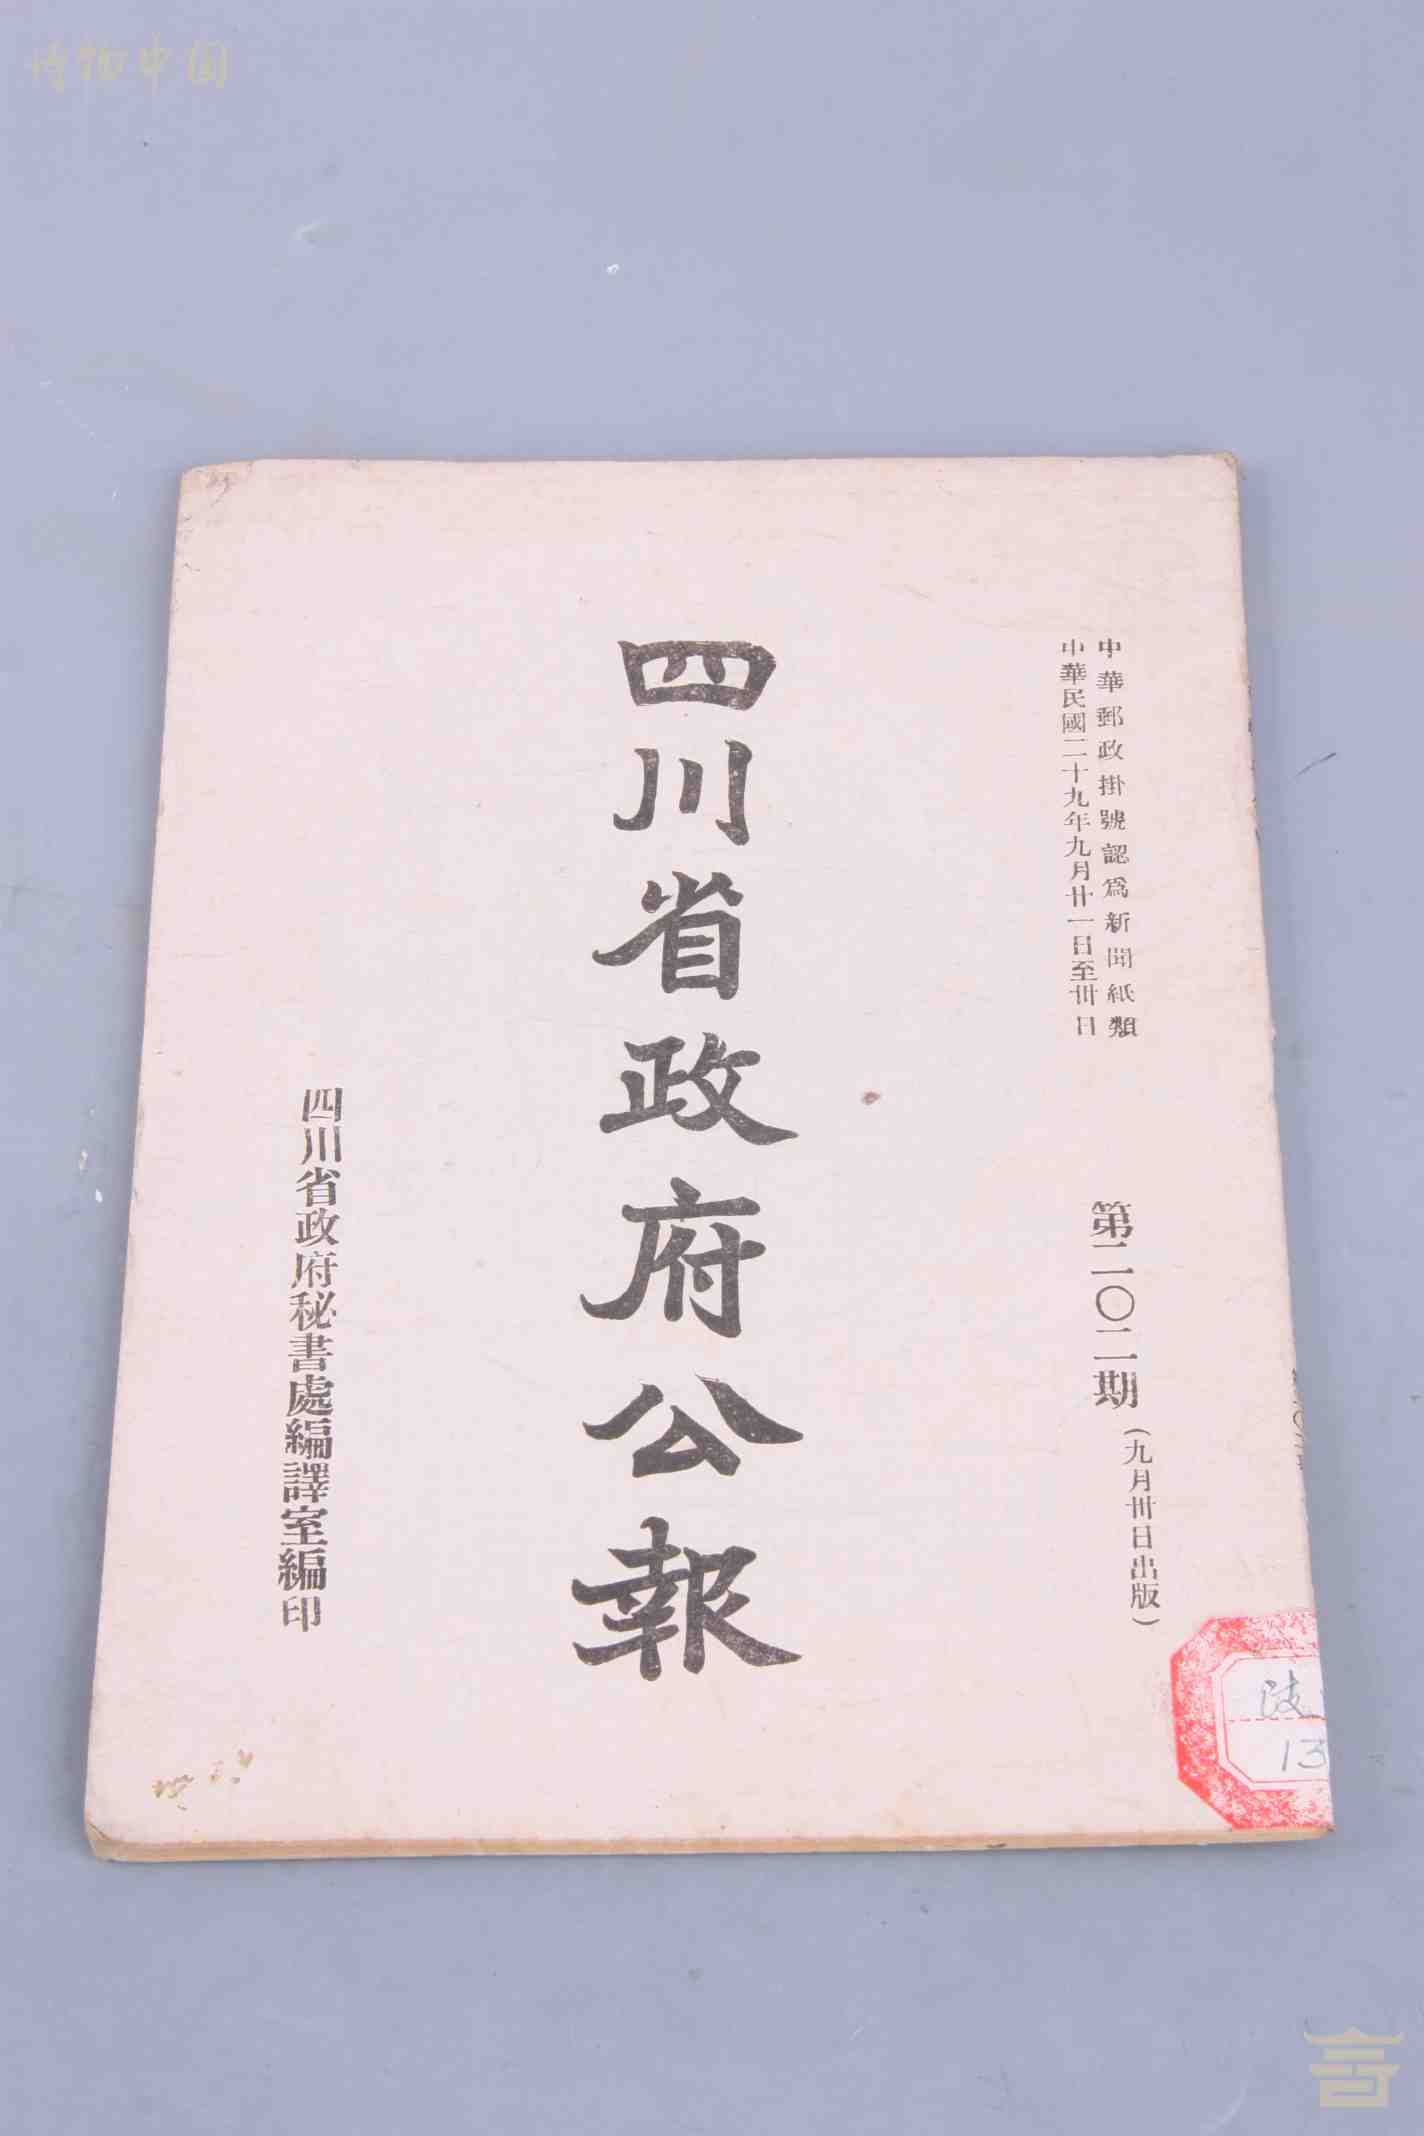 博物中国
中華郵政掛號認爲新聞紙類
中華民國二十九年九月廿一日至卅日
第二〇二期（九月卅日出版）
四川省政府公報
四川省政府秘書處編譯室編印
13